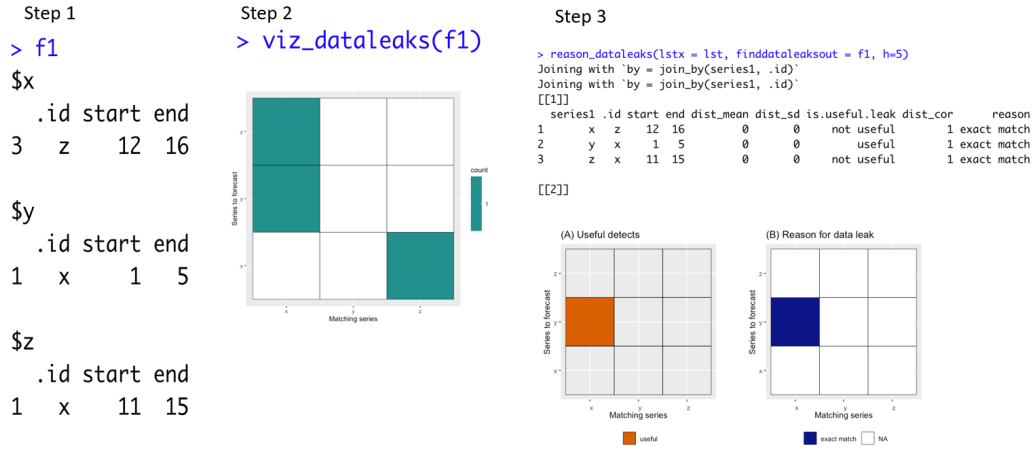 Step 1
> f1
$x
.id start end
3 z 12 16
$y
.id start end
1 x 1 5
$z
.id start end
1 x 11 15
Step 2
> viz_dataleaks(f1)
Series to forecast
z
y
x
x y z
Matching series
count
1
Step 3
> reason_dataleaks(lstx = lst, finddataleaksout = f1, h=5)
Joining with `by = join_by(series1, .id)`
Joining with `by = join_by(series1, .id)`
[[1]]
series1 .id start end dist_mean dist_sd is.useful.leak dist_cor reason
1 x z 12 16 0 0 not useful 1 exact match
2 y x 1 5 0 0 useful 1 exact match
3 z x 11 15 0 0 not useful 1 exact match
[[2]]
(A) Useful detects
Series to forecast
z
y
x
x y z
Matching series
useful
(B) Reason for data leak
Series to forecast
z
y
x
x y z
Matching series
exact match NA